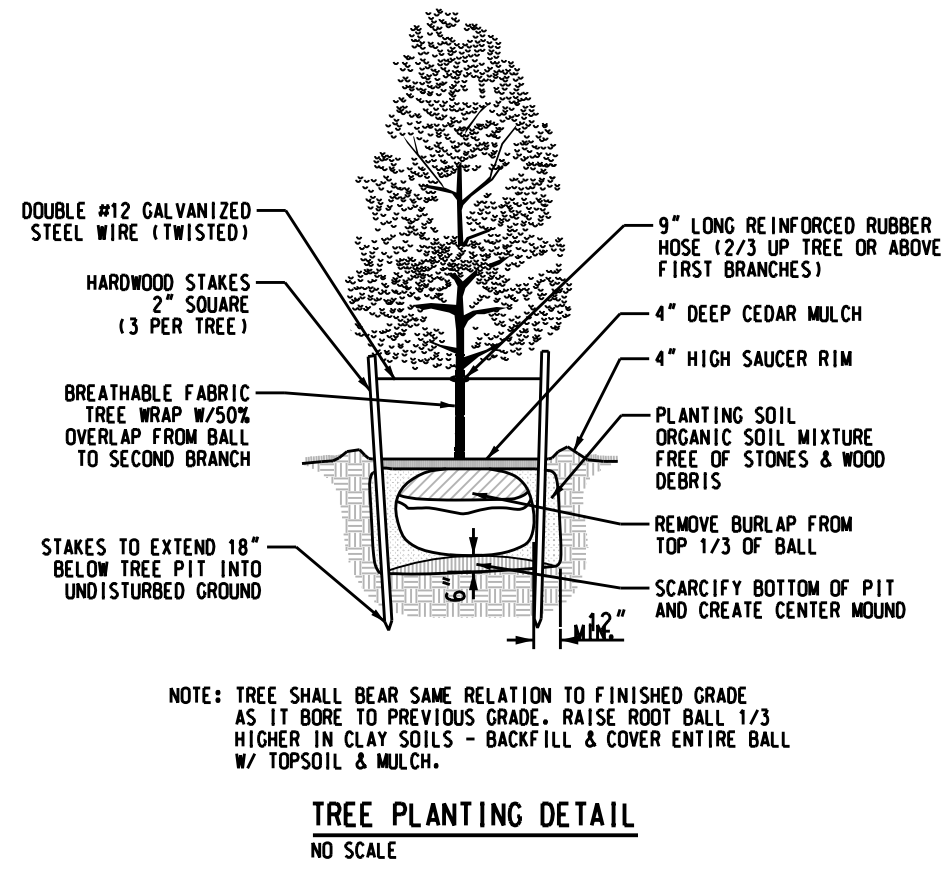 DOUBLE #12 GALVANIZED
STEEL WIRE (TWISTED)
HARDWOOD STAKES
2" SQUARE
(3 PER TREE)
BREATHABLE FABRIC
TREE WRAP W/50%
OVERLAP FROM BALL
TO SECOND BRANCH
STAKES TO EXTEND 18"
BELOW TREE PIT INTO
UNDISTURBED GROUND
9" LONG REINFORCED RUBBER
HOSE (2/3 UP TREE OR ABOVE
FIRST BRANCHES)
4" DEEP CEDAR MULCH
4" HIGH SAUCER RIM
PLANTING SOIL
ORGANIC SOIL MIXTURE
FREE OF STONES & WOOD
DEBRIS
REMOVE BURLAP FROM
TOP 1/3 OF BALL
SCARCIFY BOTTOM OF PIT
AND CREATE CENTER MOUND
6"
12"
MIN.
NOTE: TREE SHALL BEAR SAME RELATION TO FINISHED GRADE
AS IT BORE TO PREVIOUS GRADE. RAISE ROOT BALL 1/3
HIGHER IN CLAY SOILS - BACKFILL & COVER ENTIRE BALL
W/ TOPSOIL & MULCH.
TREE PLANTING DETAIL
NO SCALE